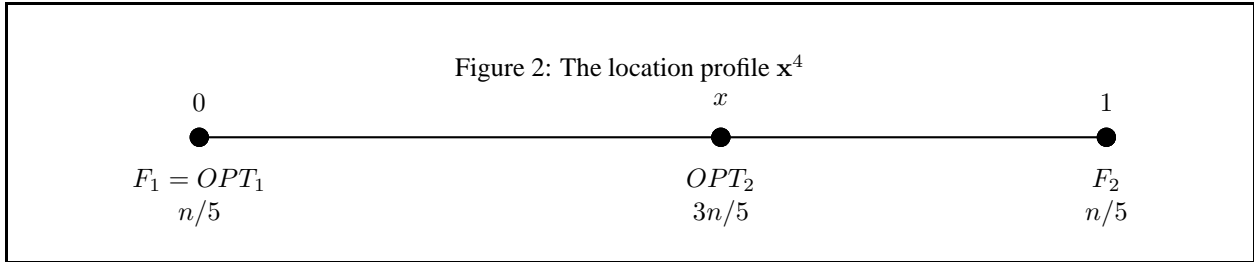 Figure 2: The location profile x⁴
0 x 1
F₁ = OPT₁ OPT₂ F₂
n/5 3n/5 n/5